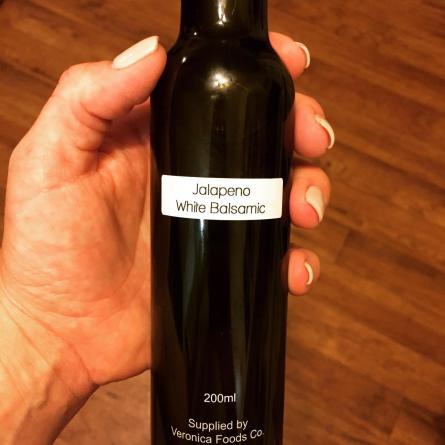 Jalapeno
White Balsamic
200ml
Supplied by
Veronica Foods Co.